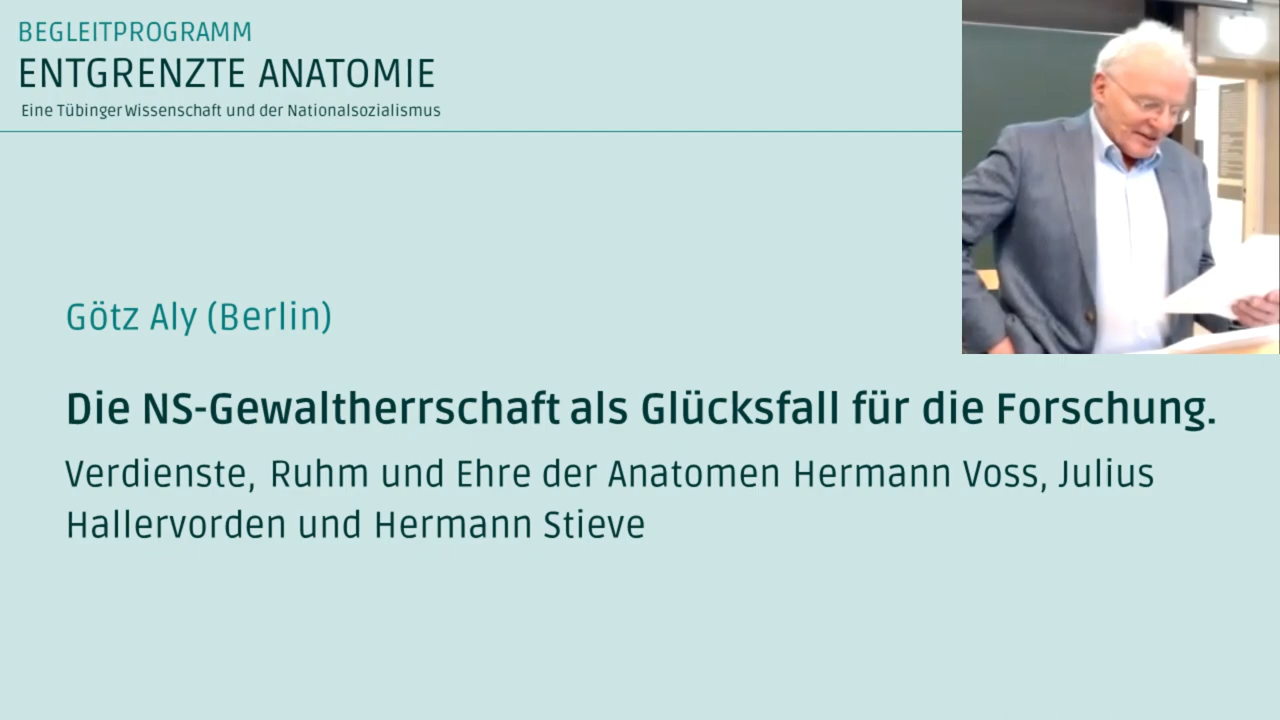 BEGLEITPROGRAMM
ENTGRENZTE ANATOMIE
Eine Tübinger Wissenschaft und der Nationalsozialismus
Götz Aly (Berlin)
Die NS-Gewaltherrschaft als Glücksfall für die Forschung.
Verdienste, Ruhm und Ehre der Anatomen Hermann Voss, Julius
Hallervorden und Hermann Stieve